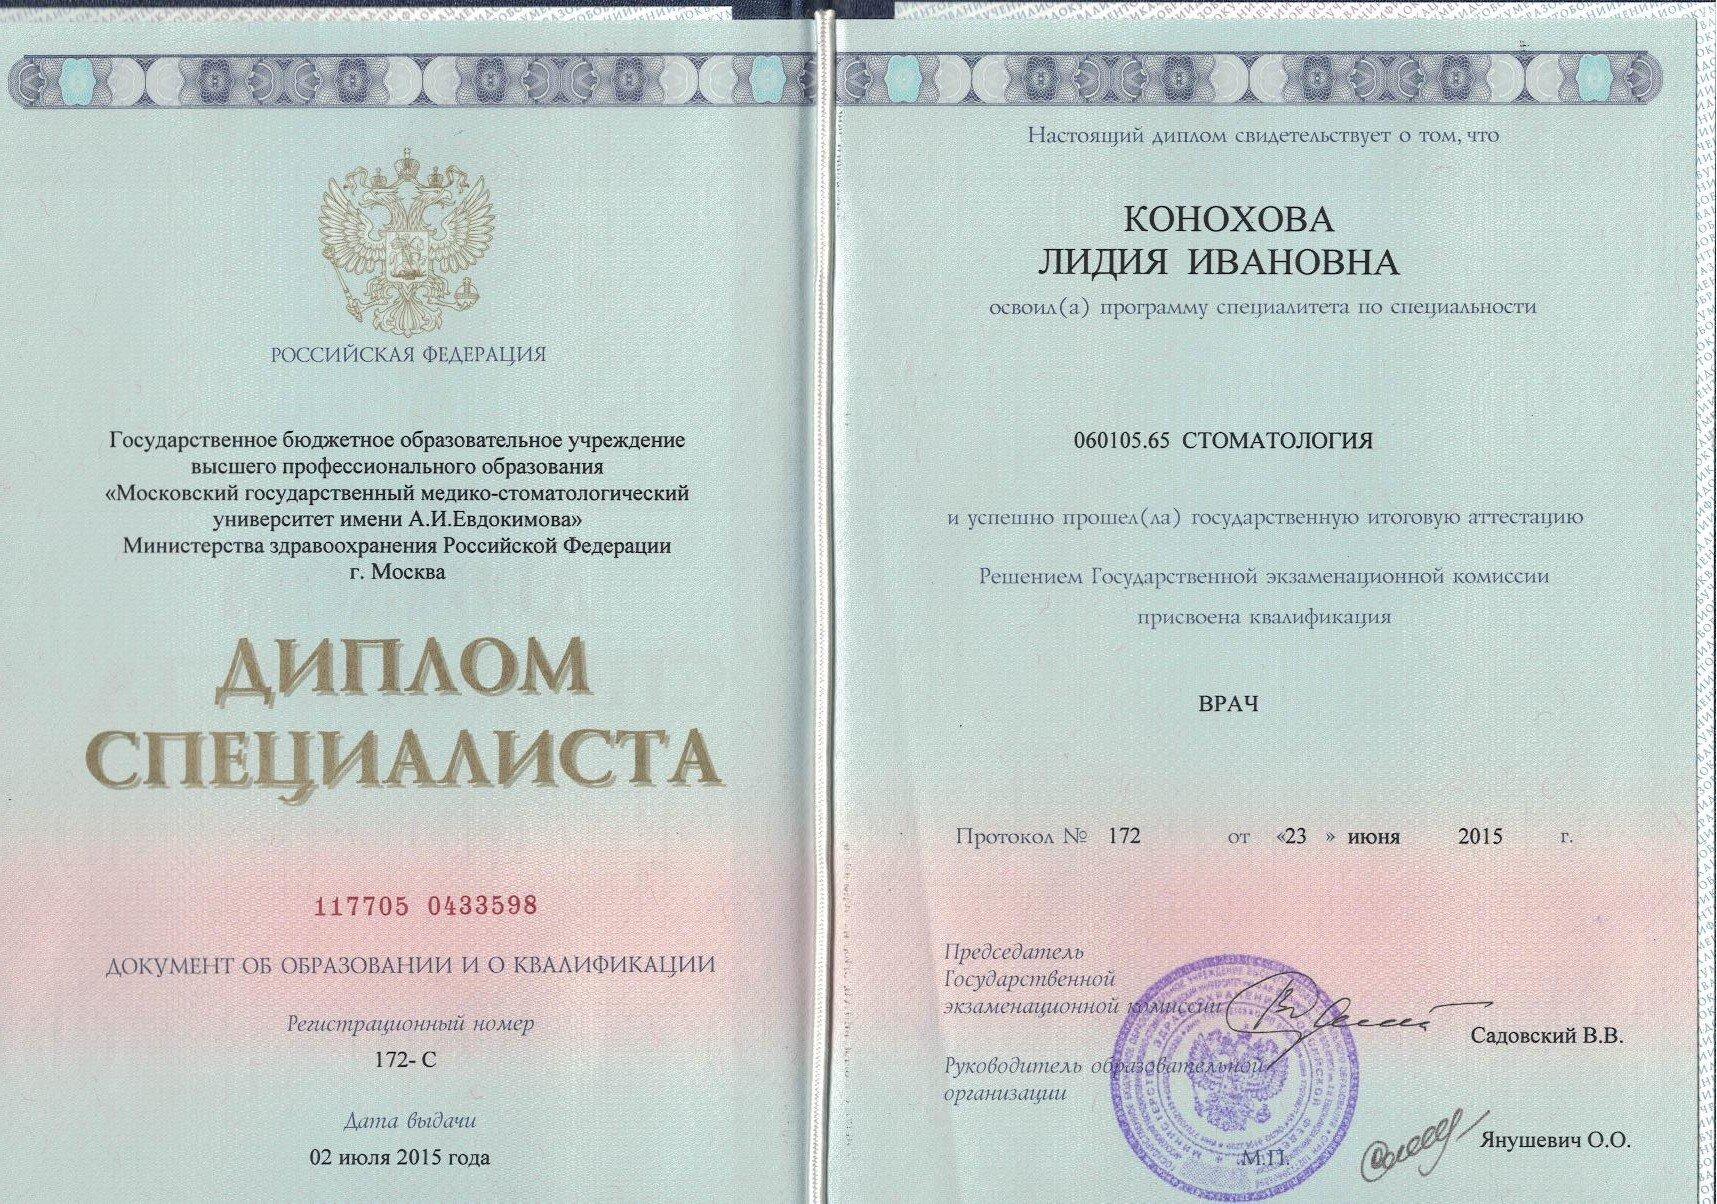 РОССИЙСКАЯ ФЕДЕРАЦИЯ
Государственное бюджетное образовательное учреждение
высшего профессионального образования
«Московский государственный медико-стоматологический
университет имени А.И.Евдокимова»
Министерства здравоохранения Российской Федерации
г. Москва
ДИПЛОМ
СПЕЦИАЛИСТА
117705 0433598
ДОКУМЕНТ ОБ ОБРАЗОВАНИИ И О КВАЛИФИКАЦИИ
Регистрационный номер
172- С
Дата выдачи
02 июля 2015 года
Настоящий диплом свидетельствует о том, что
КОНОХОВА
ЛИДИЯ ИВАНОВНА
освоил(а) программу специалитета по специальности
060105.65 СТОМАТОЛОГИЯ
и успешно прошел(ла) государственную итоговую аттестацию
Решением Государственной экзаменационной комиссии
присвоена квалификация
ВРАЧ
Протокол № 172 от «23 » июня 2015 г.
Председатель
Государственной
экзаменационной комиссии
Садовский В.В.
Руководитель образовательной
организации
Янушевич О.О.
М.П.